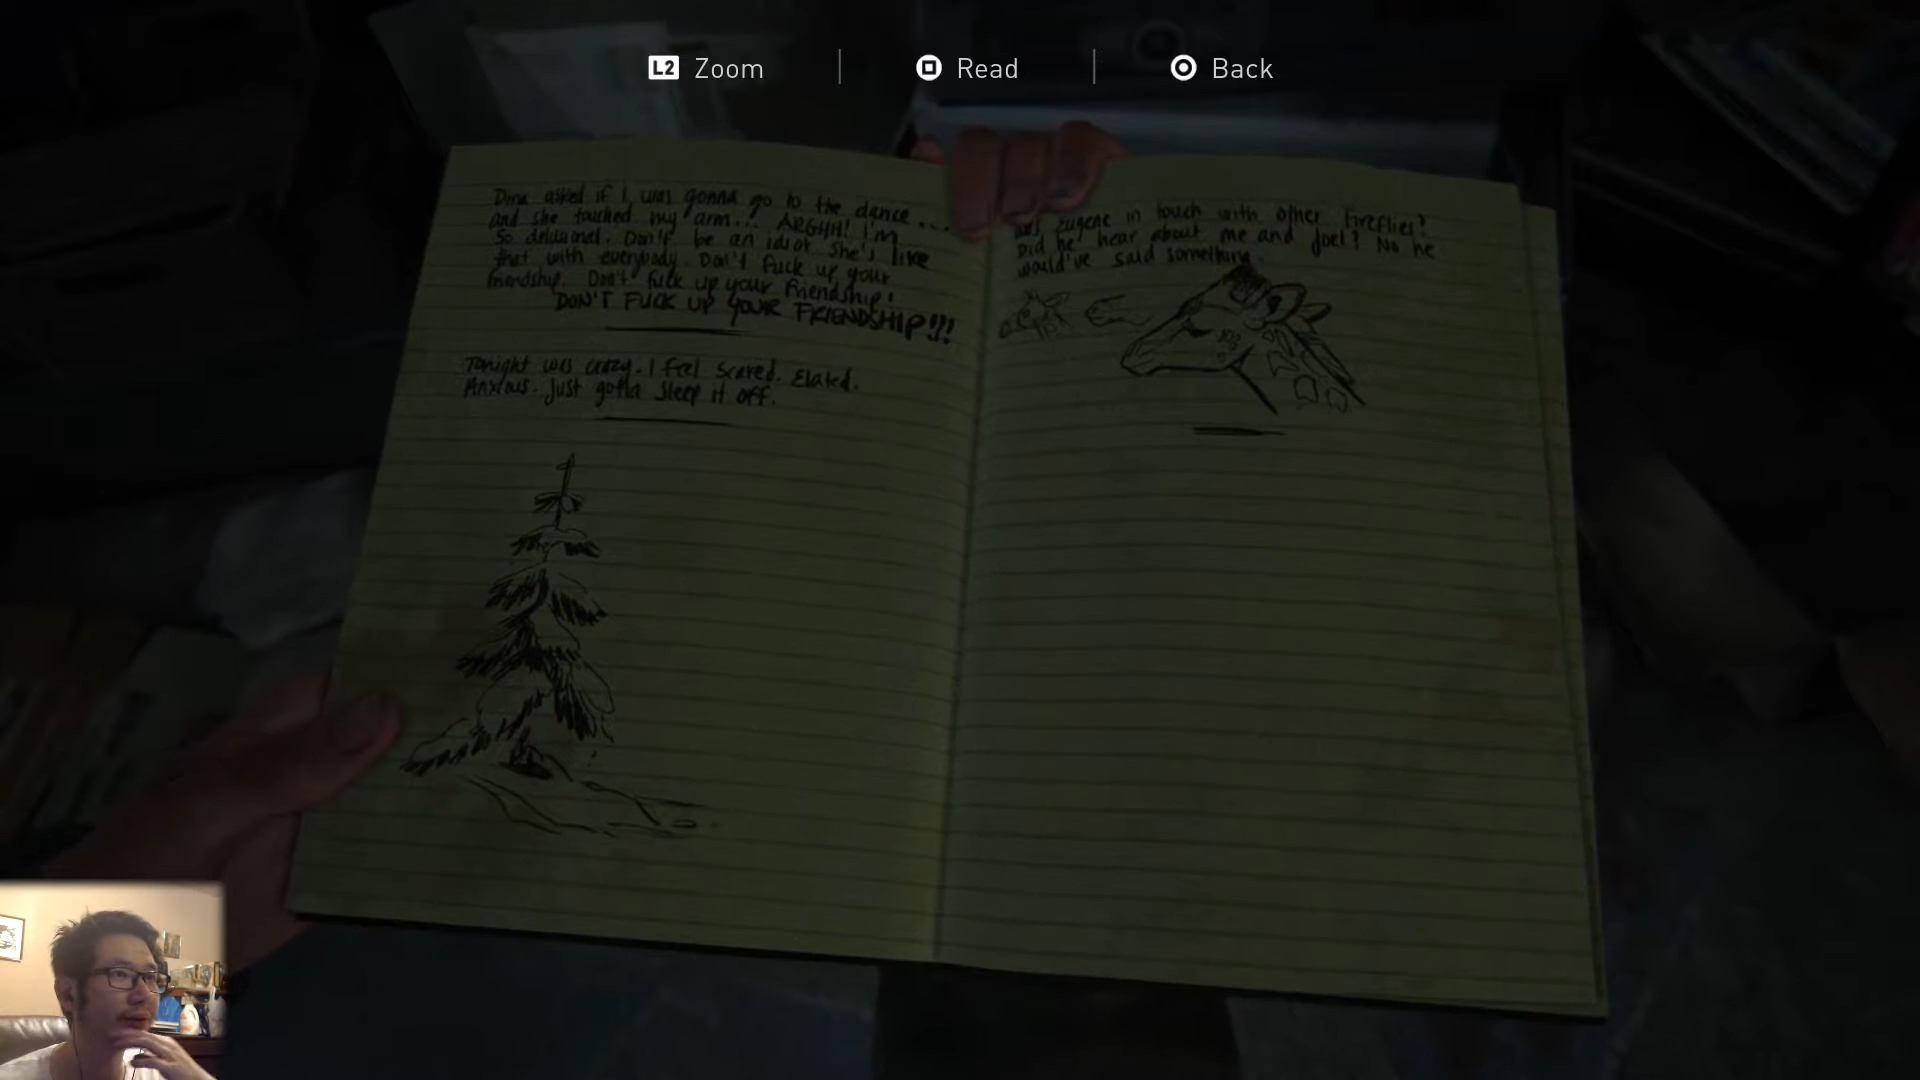 L2 Zoom
Read
Back
Dina asked if I was gonna go to the dance...
and she touched my arm... ARGHH! I'm
so delusional. Don't be an idiot she's like
that with everybody. Don't fuck up your
friendship. Don't fuck up your friendship!
DON'T FUCK UP YOUR FRIENDSHIP!!!
Tonight was crazy. I feel scared. Elated.
Anxious. Just gotta sleep it off.
Was Eugene in touch with other fireflies?
Did he hear about me and Joel? No he
would've said something.